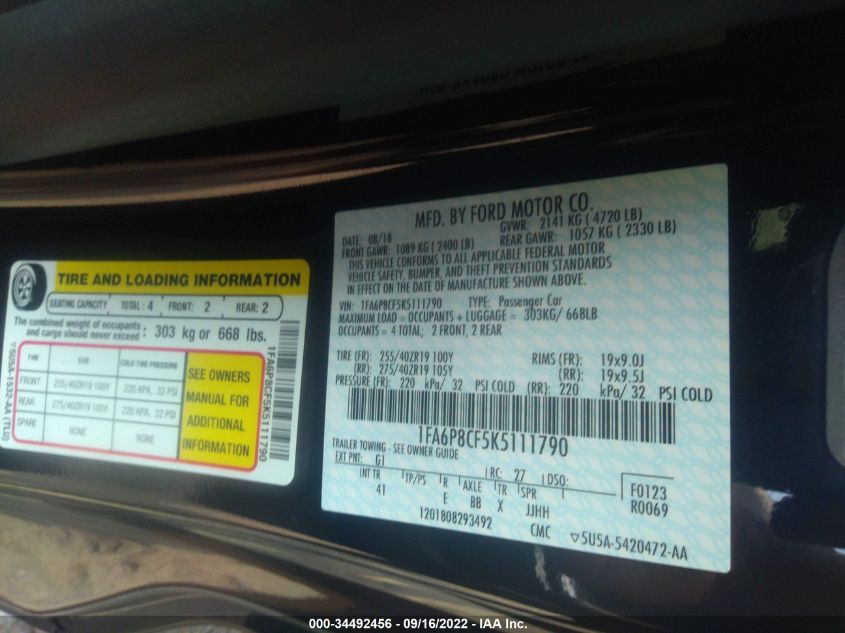 TIRE AND LOADING INFORMATION
SEATING CAPACITY TOTAL: 4 FRONT: 2 REAR: 2
The combined weight of occupants and cargo should never exceed: 303 kg or 668 lbs.
TIRE SIZE COLD TIRE PRESSURE
FRONT 255/40ZR19 100Y 220 KPA, 32 PSI
REAR 275/40ZR19 105Y 220 KPA, 32 PSI
SPARE NONE NONE
SEE OWNERS
MANUAL FOR
ADDITIONAL
INFORMATION
1FA6P8CF5K5111790
▽5U5A-1532-AA (TLU)
MFD. BY FORD MOTOR CO.
DATE: 08/18 GVWR: 2141 KG ( 4720 LB)
FRONT GAWR: 1089 KG ( 2400 LB) REAR GAWR: 1057 KG ( 2330 LB)
THIS VEHICLE CONFORMS TO ALL APPLICABLE FEDERAL MOTOR
VEHICLE SAFETY, BUMPER, AND THEFT PREVENTION STANDARDS
IN EFFECT ON THE DATE OF MANUFACTURE SHOWN ABOVE.
VIN: 1FA6P8CF5K5111790 TYPE: Passenger Car
MAXIMUM LOAD = OCCUPANTS + LUGGAGE = 303KG/ 668LB
OCCUPANTS = 4 TOTAL; 2 FRONT, 2 REAR
TIRE (FR): 255/40ZR19 100Y RIMS (FR): 19x9.0J
(RR): 275/40ZR19 105Y (RR): 19x9.5J
PRESSURE (FR): 220 kPa/ 32 PSI COLD (RR): 220 kPa/ 32 PSI COLD
1FA6P8CF5K5111790
TRAILER TOWING - SEE OWNER GUIDE
EXT PNT: G1 RC: 27 DSO:
INT TR TP/PS R AXLE TR SPR F0123
41 E BB X JJHH R0069
1201808293492 CMC ▽5U5A-5420472-AA
000-34492456 - 09/16/2022 - IAA Inc.